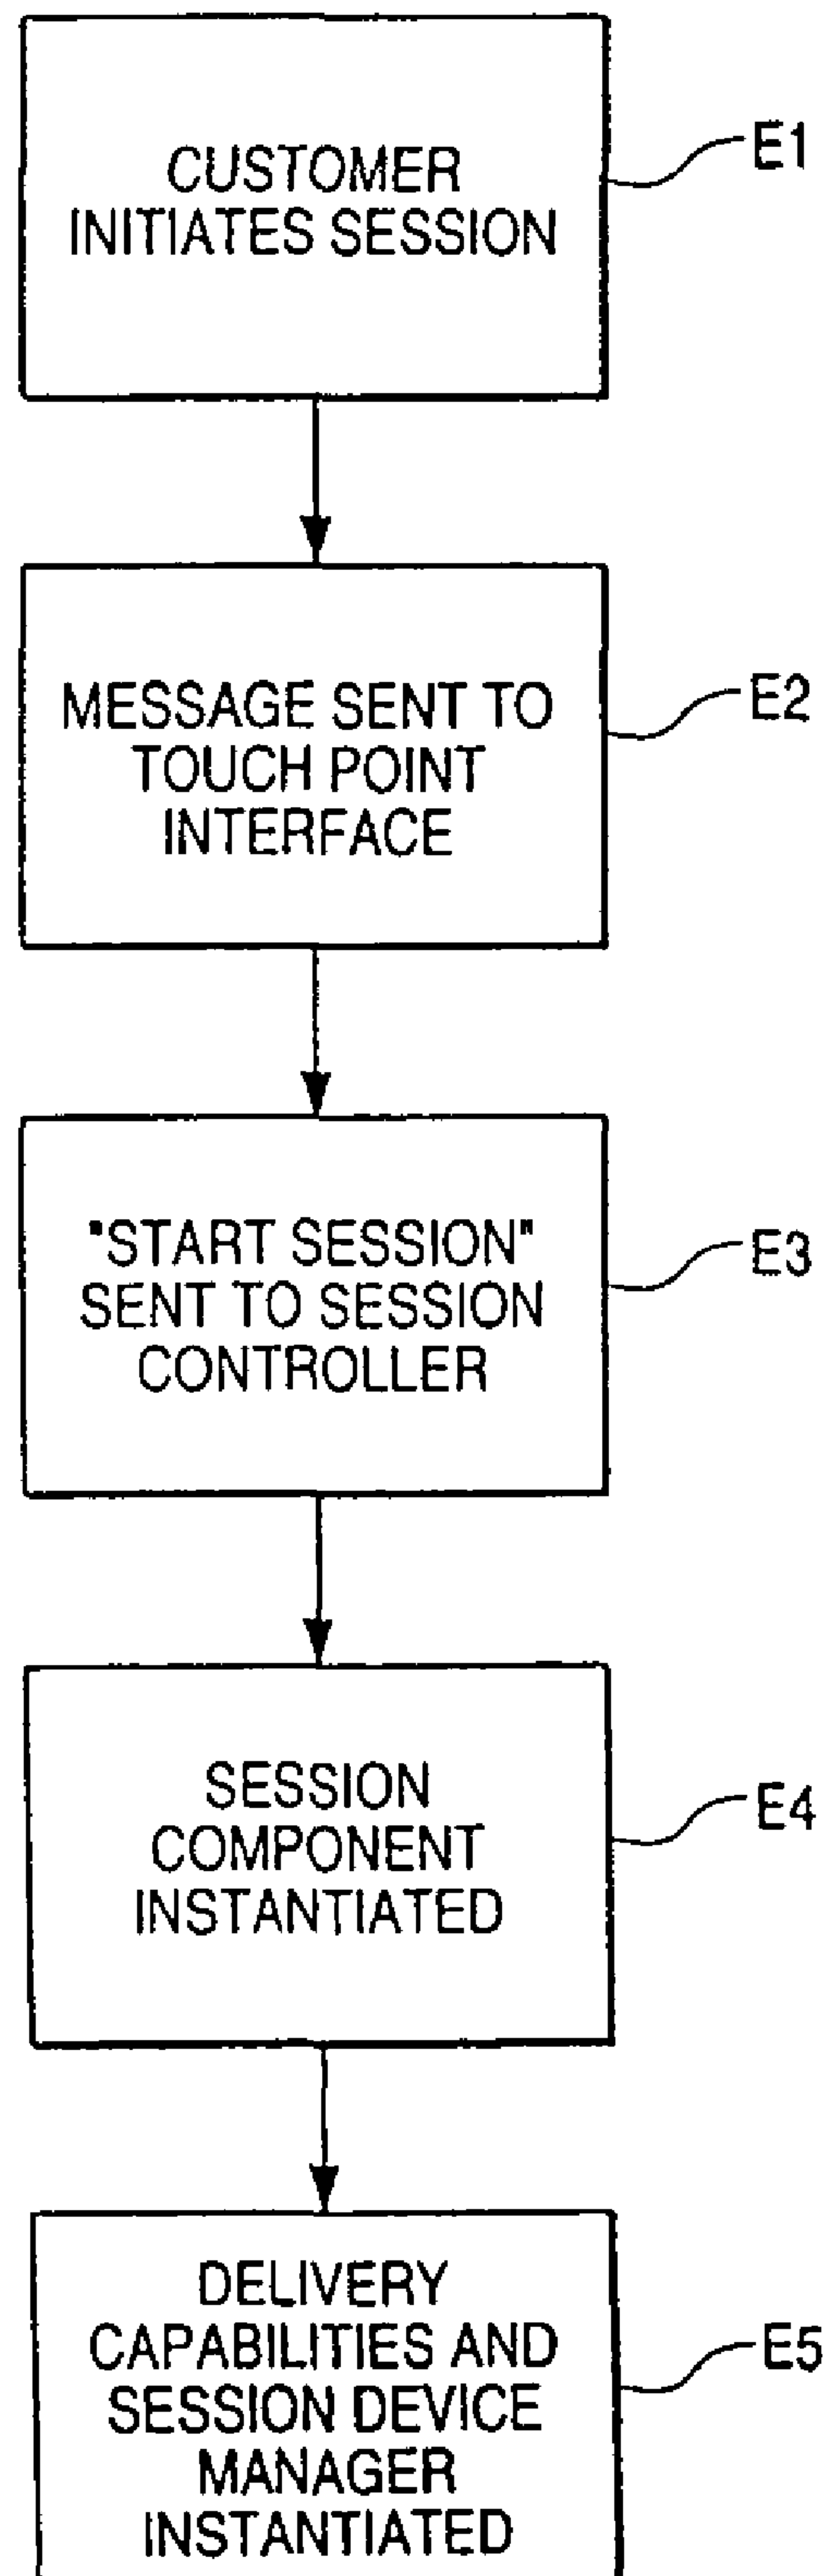 CUSTOMER
INITIATES SESSION
E1
MESSAGE SENT TO
TOUCH POINT
INTERFACE
E2
"START SESSION"
SENT TO SESSION
CONTROLLER
E3
SESSION
COMPONENT
INSTANTIATED
E4
DELIVERY
CAPABILITIES AND
SESSION DEVICE
MANAGER
INSTANTIATED
E5